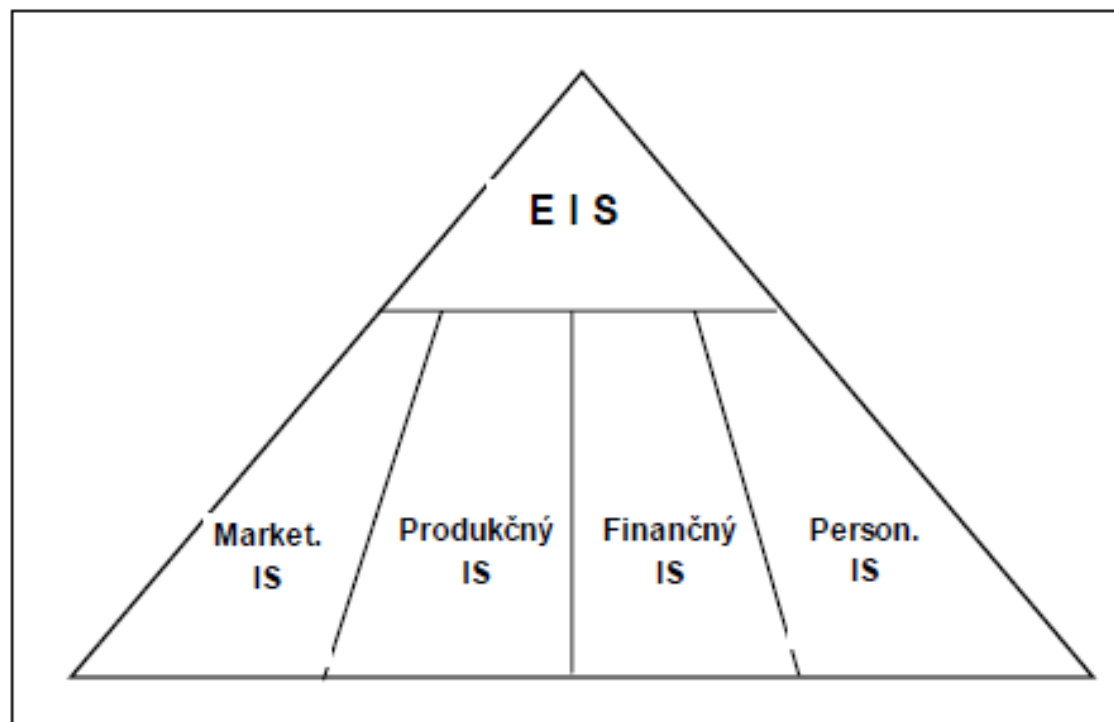 E I S
Market.
IS
Produkčný
IS
Finančný
IS
Person.
IS